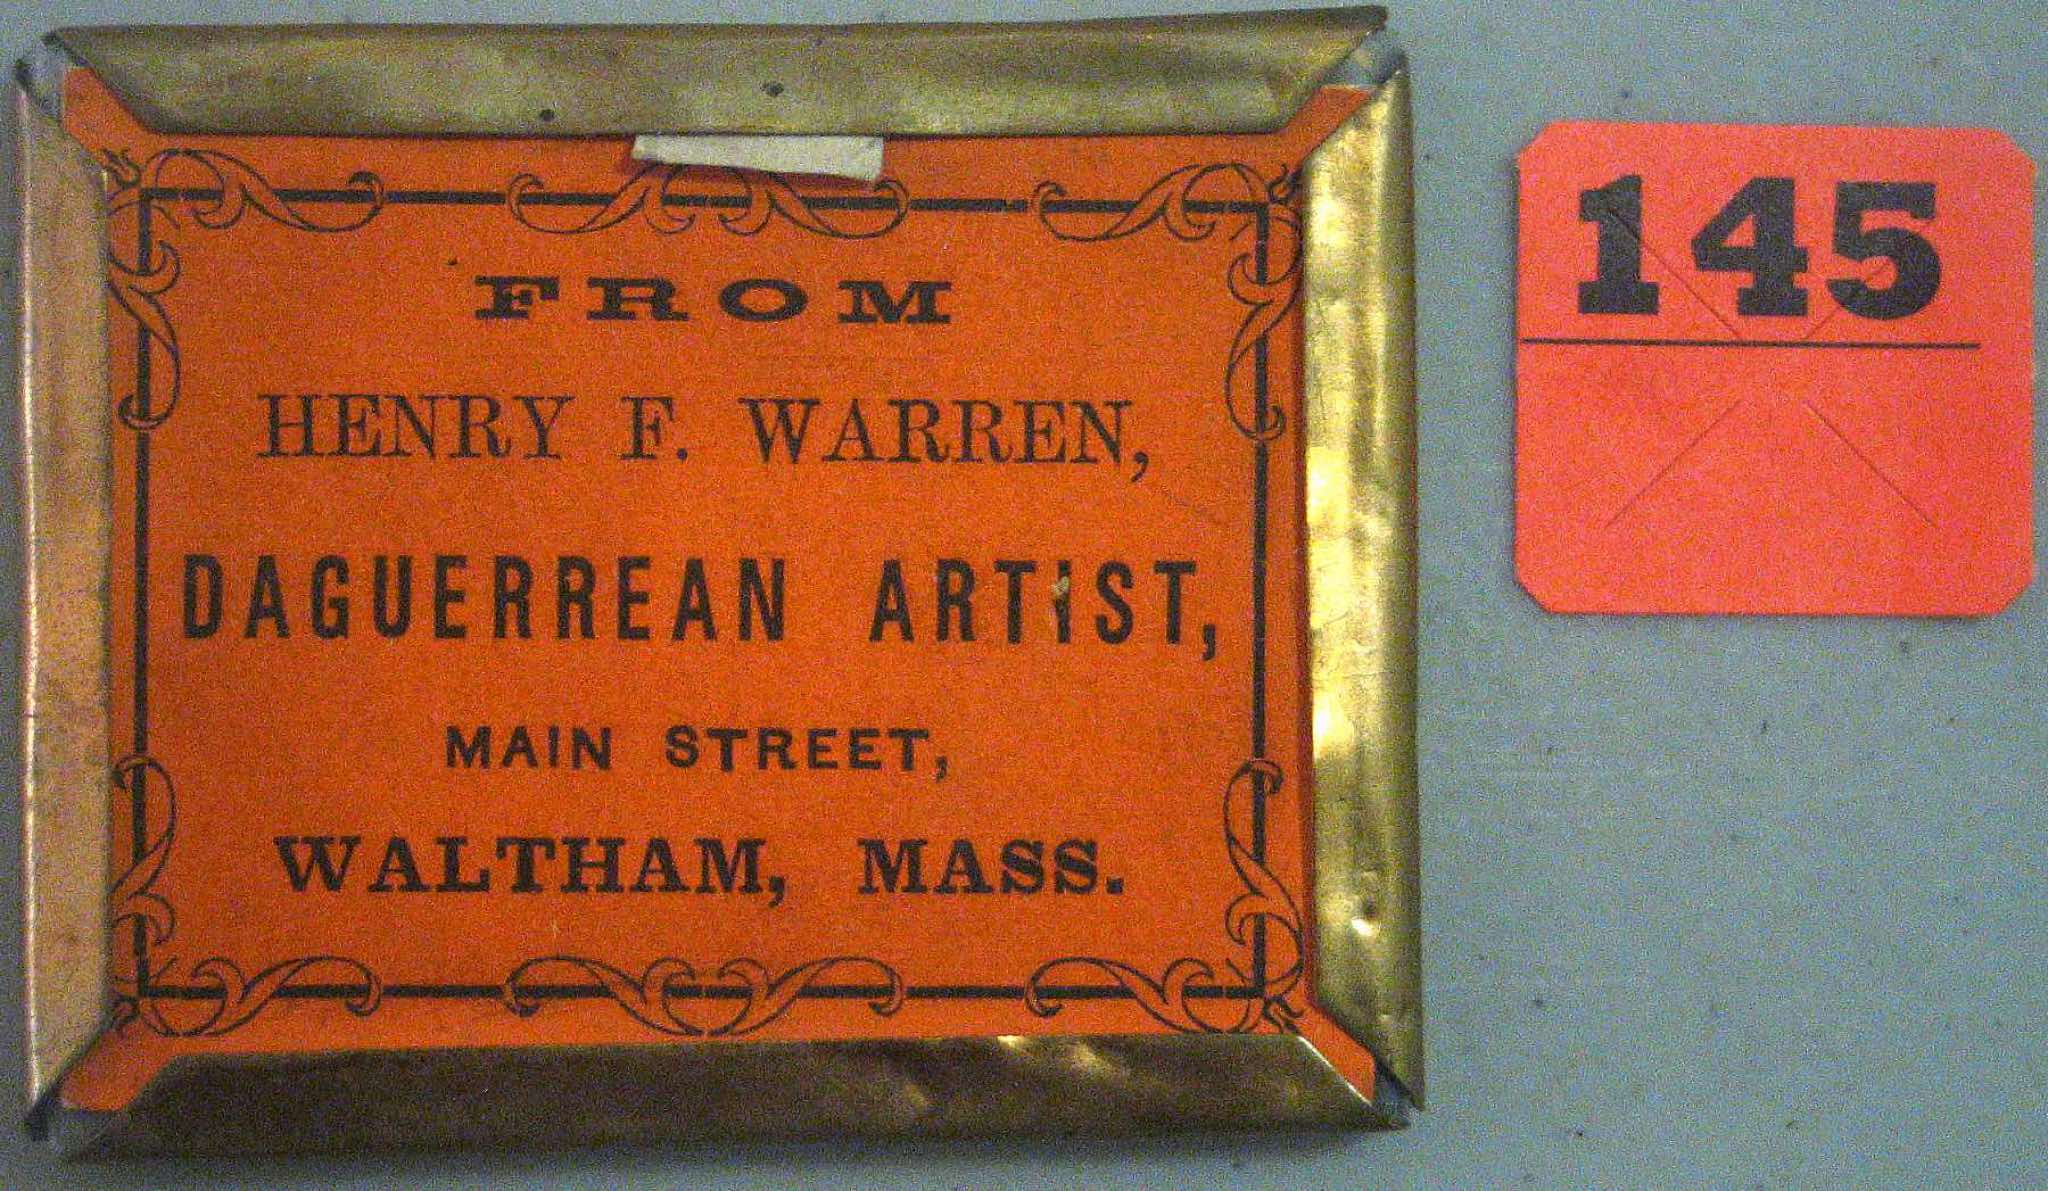 FROM
HENRY F. WARREN,
DAGUERREAN ARTIST,
MAIN STREET,
WALTHAM, MASS.
145